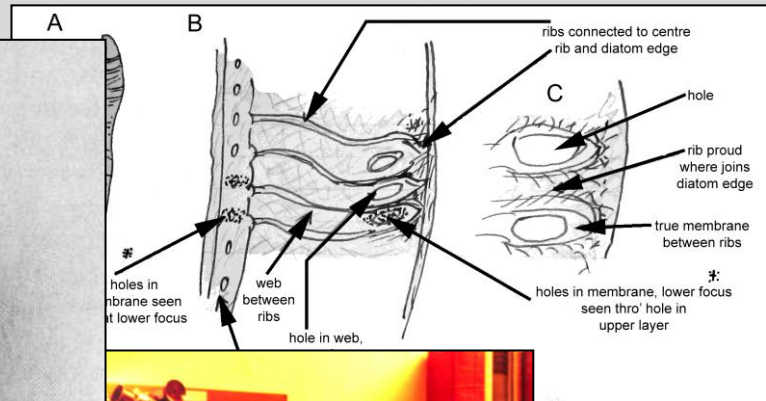 A
B
ribs connected to centre
rib and diatom edge
C
hole
rib proud
where joins
diatom edge
true membrane
between ribs
holes in
seen
lower focus
web
between
ribs
hole in web,
holes in membrane, lower focus
seen thro' hole in
upper layer